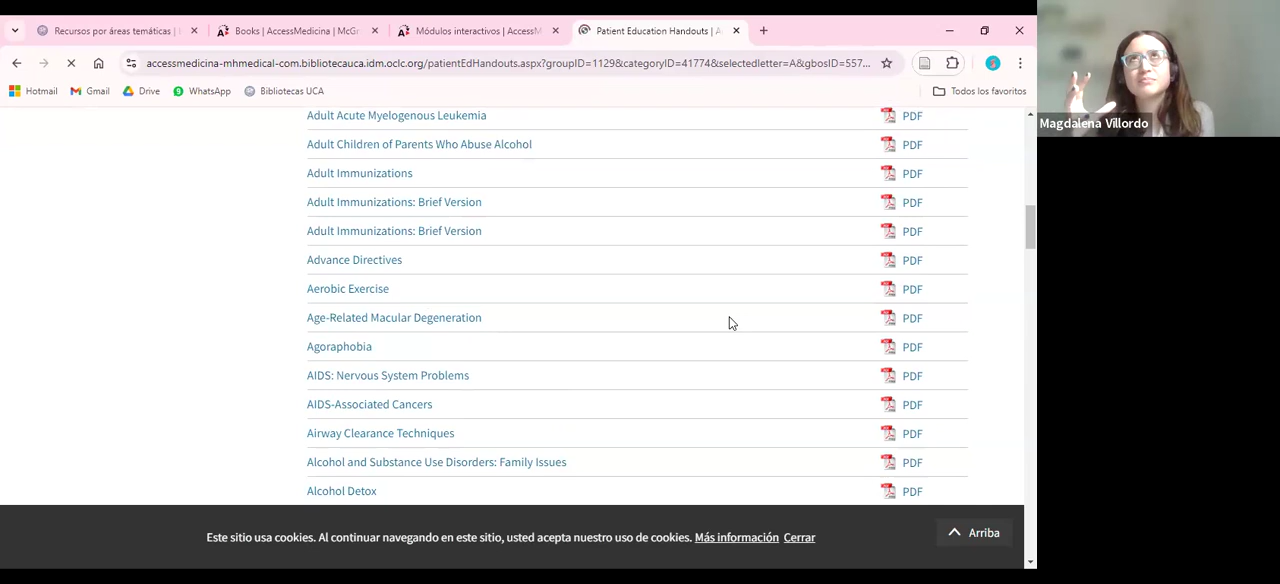 Recursos por áreas temáticas |
Books | AccessMedicina | McGr
Módulos interactivos | AccessM
Patient Education Handouts | A
accessmedicina-mhmedical-com.bibliotecauca.idm.oclc.org/patientEdHandouts.aspx?groupID=1129&categoryID=41774&selectedletter=A&gbosID=557...
Hotmail Gmail Drive WhatsApp Bibliotecas UCA Todos los favoritos
Magdalena Villordo
Adult Acute Myelogenous Leukemia PDF
Adult Children of Parents Who Abuse Alcohol PDF
Adult Immunizations PDF
Adult Immunizations: Brief Version PDF
Adult Immunizations: Brief Version PDF
Advance Directives PDF
Aerobic Exercise PDF
Age-Related Macular Degeneration PDF
Agoraphobia PDF
AIDS: Nervous System Problems PDF
AIDS-Associated Cancers PDF
Airway Clearance Techniques PDF
Alcohol and Substance Use Disorders: Family Issues PDF
Alcohol Detox PDF
Este sitio usa cookies. Al continuar navegando en este sitio, usted acepta nuestro uso de cookies. Más información Cerrar
Arriba